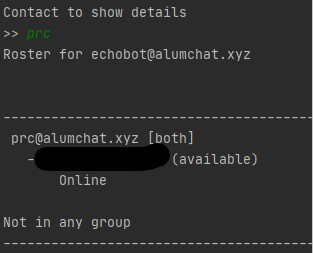 Contact to show details
>> prc
Roster for echobot@alumchat.xyz
----------------------------------------
prc@alumchat.xyz [both]
- (available)
Online
Not in any group
----------------------------------------